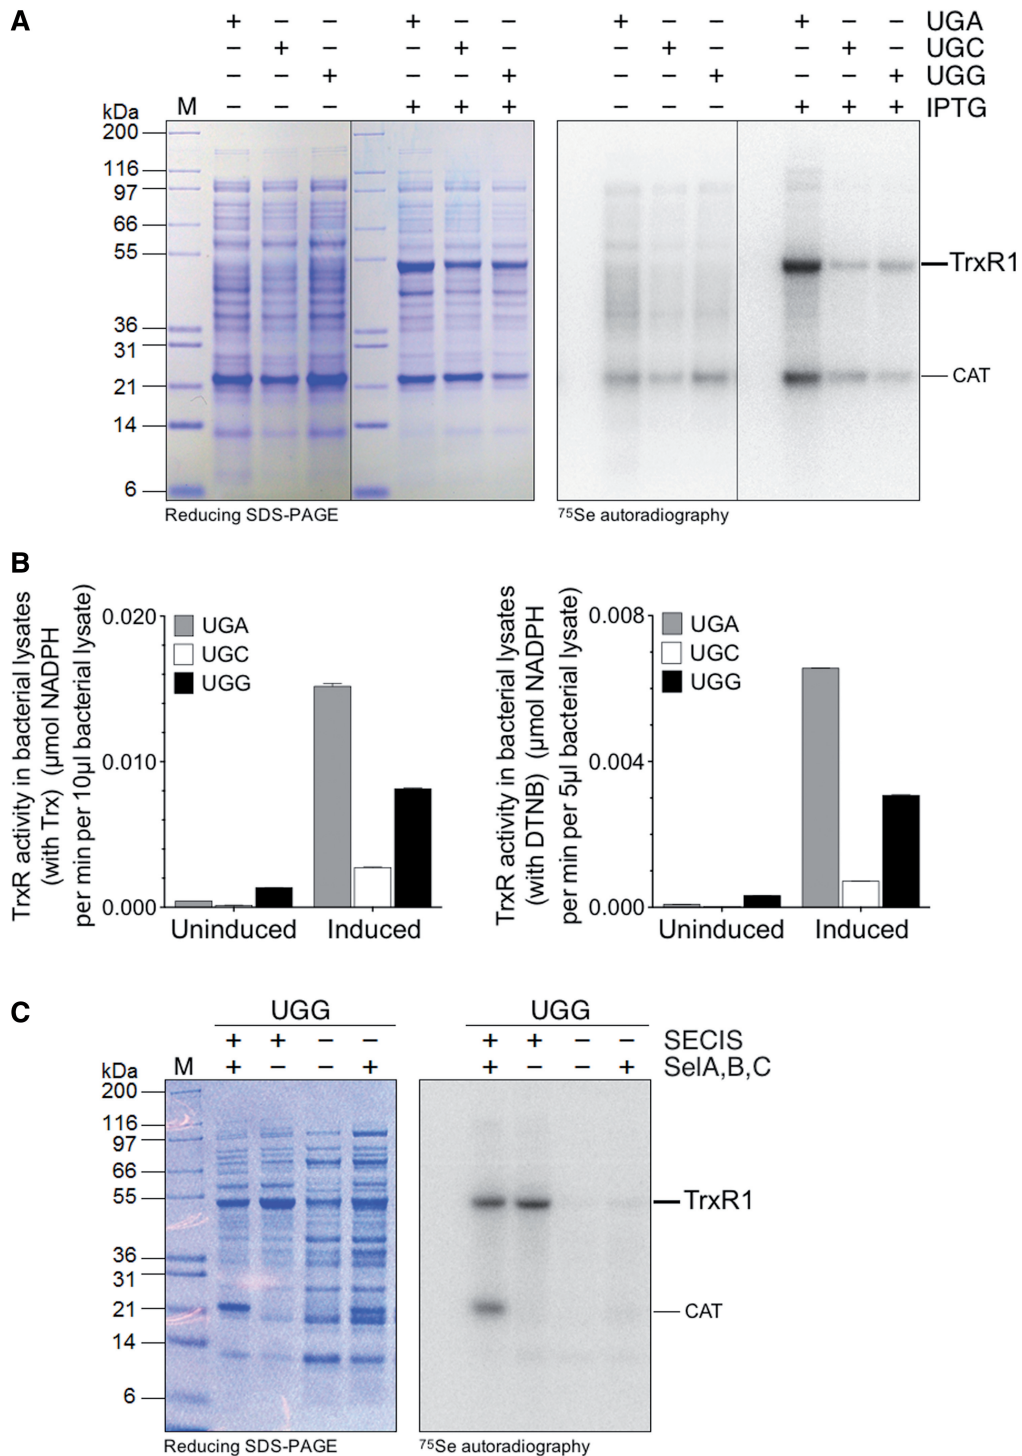 A
+ − − + − − + − − + − − UGA
− + − − + − − + − − + − UGC
− − + − − + − − + − − + UGG
kDa M − − − + + + − − − + + + IPTG
200
116
97
66
55
36
31
21
14
6
TrxR1
CAT
Reducing SDS-PAGE
75Se autoradiography
B
TrxR activity in bacterial lysates
(with Trx) (µmol NADPH
per min per 10µl bacterial lysate)
0.020
0.010
0.000
UGA
UGC
UGG
Uninduced Induced
TrxR activity in bacterial lysates
(with DTNB) (µmol NADPH
per min per 5µl bacterial lysate)
0.008
0.004
0.000
UGA
UGC
UGG
Uninduced Induced
C
UGG UGG
+ + − − + + − − SECIS
kDa M + − − + + − − + SelA,B,C
200
116
97
66
55
36
31
21
14
6
TrxR1
CAT
Reducing SDS-PAGE
75Se autoradiography